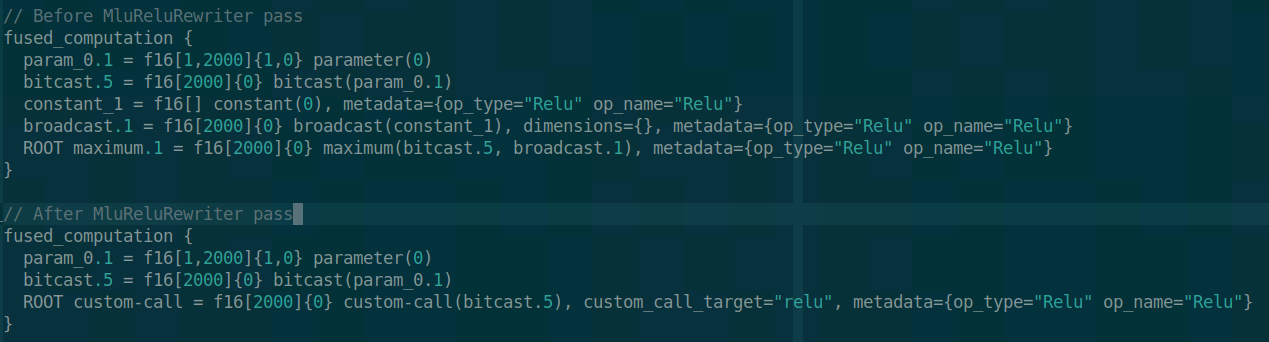 // Before MluReluRewriter pass
fused_computation {
  param_0.1 = f16[1,2000]{1,0} parameter(0)
  bitcast.5 = f16[2000]{0} bitcast(param_0.1)
  constant_1 = f16[] constant(0), metadata={op_type="Relu" op_name="Relu"}
  broadcast.1 = f16[2000]{0} broadcast(constant_1), dimensions={}, metadata={op_type="Relu" op_name="Relu"}
  ROOT maximum.1 = f16[2000]{0} maximum(bitcast.5, broadcast.1), metadata={op_type="Relu" op_name="Relu"}
}

// After MluReluRewriter pass
fused_computation {
  param_0.1 = f16[1,2000]{1,0} parameter(0)
  bitcast.5 = f16[2000]{0} bitcast(param_0.1)
  ROOT custom-call = f16[2000]{0} custom-call(bitcast.5), custom_call_target="relu", metadata={op_type="Relu" op_name="Relu"}
}